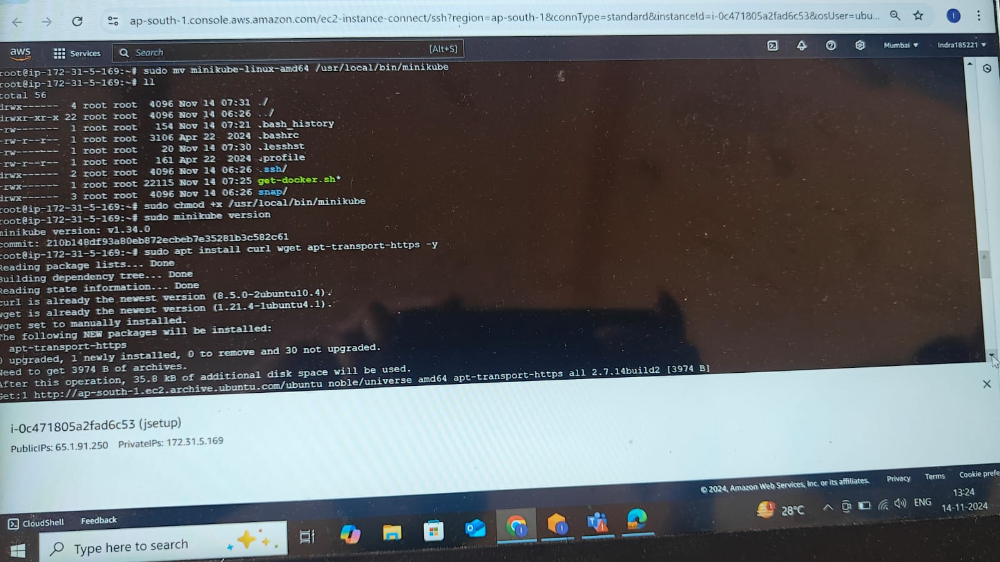 ap-south-1.console.aws.amazon.com/ec2-instance-connect/ssh?region=ap-south-1&connType=standard&instanceId=i-0c471805a2fad6c53&osUser=ubu...
aws Services Search [Alt+S] Mumbai Indra185221
root@ip-172-31-5-169:~# sudo mv minikube-linux-amd64 /usr/local/bin/minikube
root@ip-172-31-5-169:~# ll
total 56
drwx------ 4 root root 4096 Nov 14 07:31 ./
drwxr-xr-x 22 root root 4096 Nov 14 06:26 ../
-rw------- 1 root root 154 Nov 14 07:21 .bash_history
-rw-r--r-- 1 root root 3106 Apr 22 2024 .bashrc
-rw------- 1 root root 20 Nov 14 07:30 .lesshst
-rw-r--r-- 1 root root 161 Apr 22 2024 .profile
drwx------ 2 root root 4096 Nov 14 06:26 .ssh/
-rwx------ 1 root root 22115 Nov 14 07:25 get-docker.sh*
drwx------ 3 root root 4096 Nov 14 06:26 snap/
root@ip-172-31-5-169:~# sudo chmod +x /usr/local/bin/minikube
root@ip-172-31-5-169:~# sudo minikube version
minikube version: v1.34.0
commit: 210b148df93a80eb872ecbeb7e35281b3c582c61
root@ip-172-31-5-169:~# sudo apt install curl wget apt-transport-https -y
Reading package lists... Done
Building dependency tree... Done
Reading state information... Done
curl is already the newest version (8.5.0-2ubuntu10.4).
wget is already the newest version (1.21.4-1ubuntu4.1).
wget set to manually installed.
The following NEW packages will be installed:
apt-transport-https
0 upgraded, 1 newly installed, 0 to remove and 30 not upgraded.
Need to get 3974 B of archives.
After this operation, 35.8 kB of additional disk space will be used.
Get:1 http://ap-south-1.ec2.archive.ubuntu.com/ubuntu noble/universe amd64 apt-transport-https all 2.7.14build2 [3974 B]
i-0c471805a2fad6c53 (jsetup)
PublicIPs: 65.1.91.250 PrivateIPs: 172.31.5.169
© 2024, Amazon Web Services, Inc. or its affiliates. Privacy Terms Cookie prefe
CloudShell Feedback
Type here to search
28°C ENG 13:24
14-11-2024